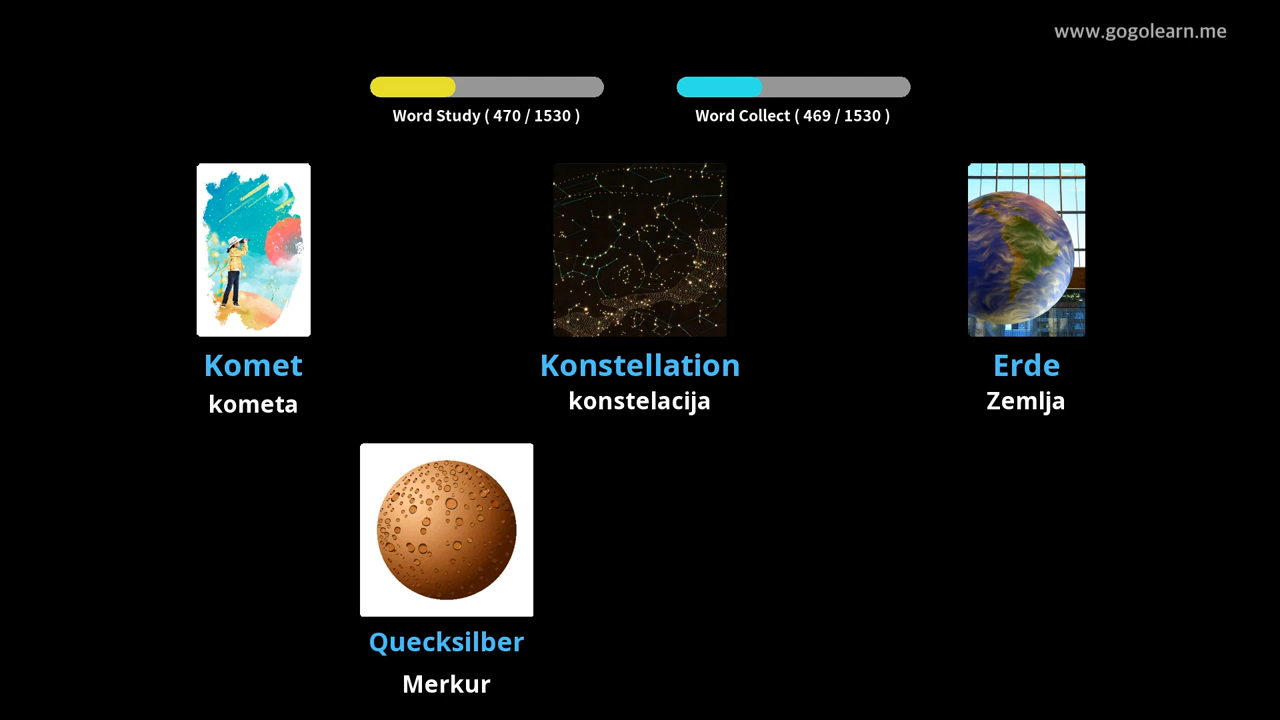 www.gogolearn.me
Word Study ( 470 / 1530 )
Word Collect ( 469 / 1530 )
Komet
kometa
Konstellation
konstelacija
Erde
Zemlja
Quecksilber
Merkur